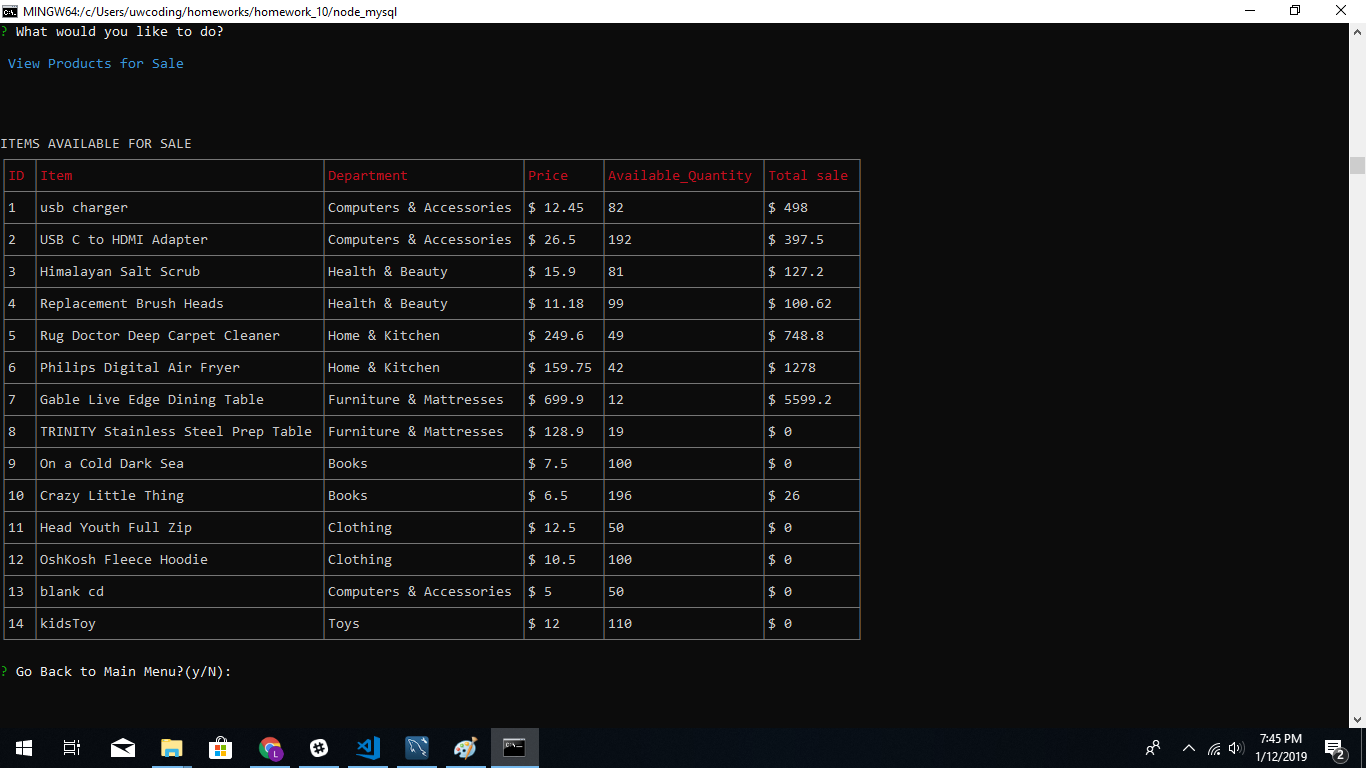 MINGW64:/c/Users/uwcoding/homeworks/homework_10/node_mysql
? What would you like to do?
View Products for Sale
ITEMS AVAILABLE FOR SALE
ID Item Department Price Available_Quantity Total sale
1 usb charger Computers & Accessories $ 12.45 82 $ 498
2 USB C to HDMI Adapter Computers & Accessories $ 26.5 192 $ 397.5
3 Himalayan Salt Scrub Health & Beauty $ 15.9 81 $ 127.2
4 Replacement Brush Heads Health & Beauty $ 11.18 99 $ 100.62
5 Rug Doctor Deep Carpet Cleaner Home & Kitchen $ 249.6 49 $ 748.8
6 Philips Digital Air Fryer Home & Kitchen $ 159.75 42 $ 1278
7 Gable Live Edge Dining Table Furniture & Mattresses $ 699.9 12 $ 5599.2
8 TRINITY Stainless Steel Prep Table Furniture & Mattresses $ 128.9 19 $ 0
9 On a Cold Dark Sea Books $ 7.5 100 $ 0
10 Crazy Little Thing Books $ 6.5 196 $ 26
11 Head Youth Full Zip Clothing $ 12.5 50 $ 0
12 OshKosh Fleece Hoodie Clothing $ 10.5 100 $ 0
13 blank cd Computers & Accessories $ 5 50 $ 0
14 kidsToy Toys $ 12 110 $ 0
? Go Back to Main Menu?(y/N):
7:45 PM
1/12/2019
2
L